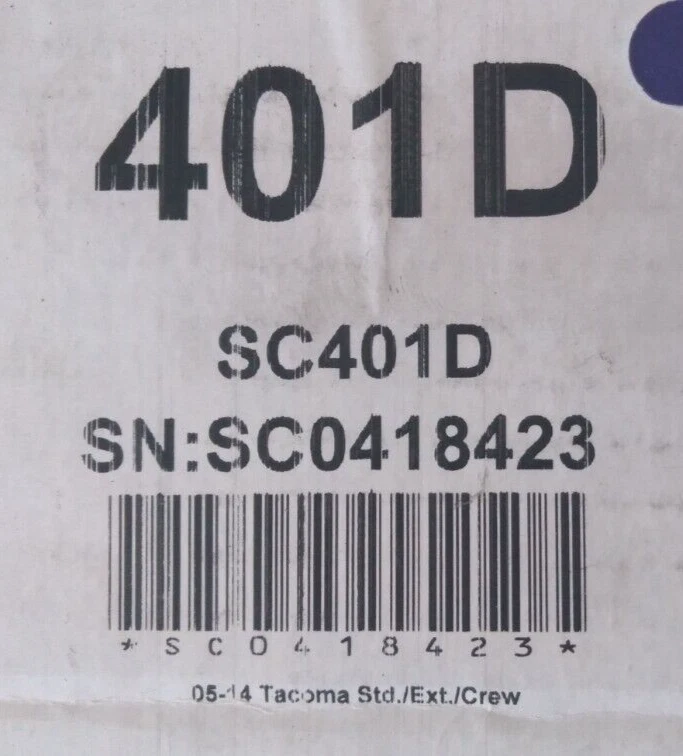 401D
SC401D
SN:SC0418423
*SC0418423*
05-14 Tacoma Std./Ext./Crew